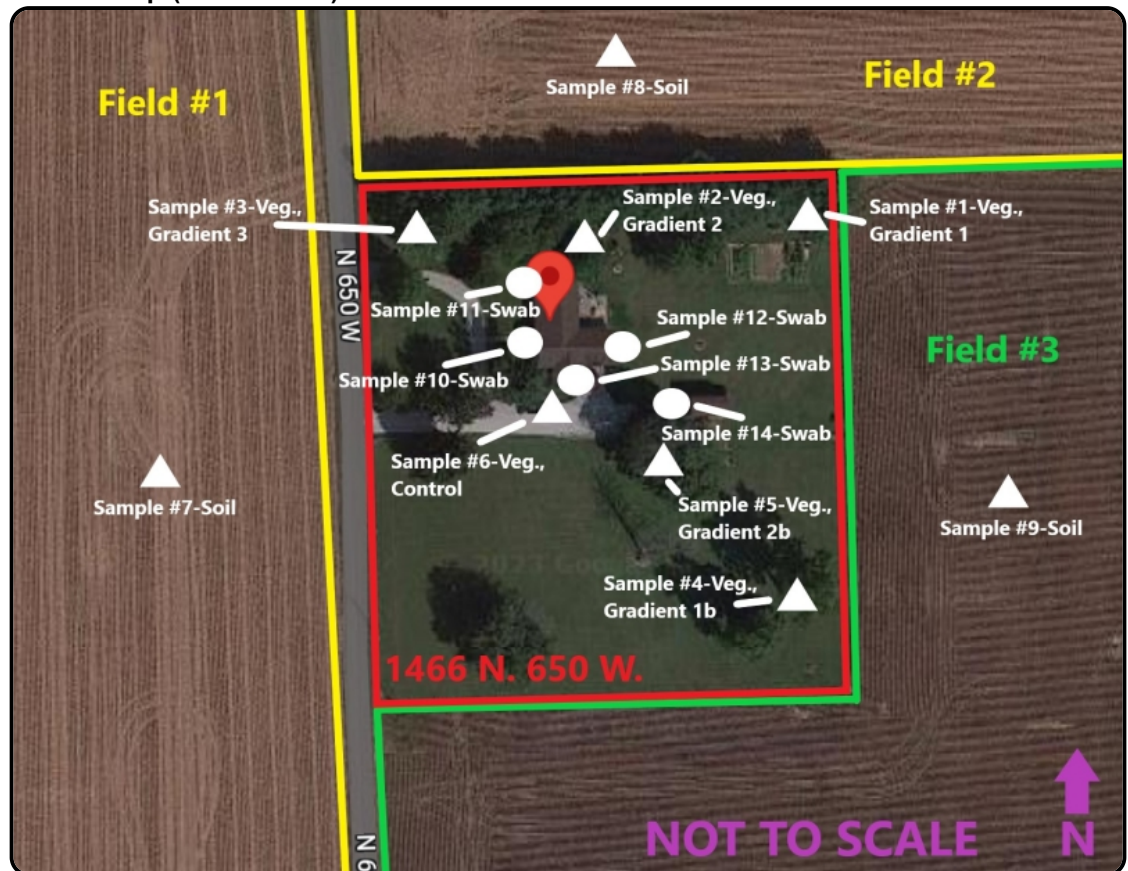 Field #1
Sample #8-Soil
Field #2
Sample #3-Veg.,
Gradient 3
Sample #2-Veg.,
Gradient 2
Sample #1-Veg.,
Gradient 1
N 650 W
Sample #11-Swab
Sample #12-Swab
Field #3
Sample #13-Swab
Sample #10-Swab
Sample #14-Swab
Sample #6-Veg.,
Control
Sample #7-Soil
Sample #5-Veg.,
Gradient 2b
Sample #9-Soil
Sample #4-Veg.,
Gradient 1b
1466 N. 650 W.
NOT TO SCALE
N
N 6